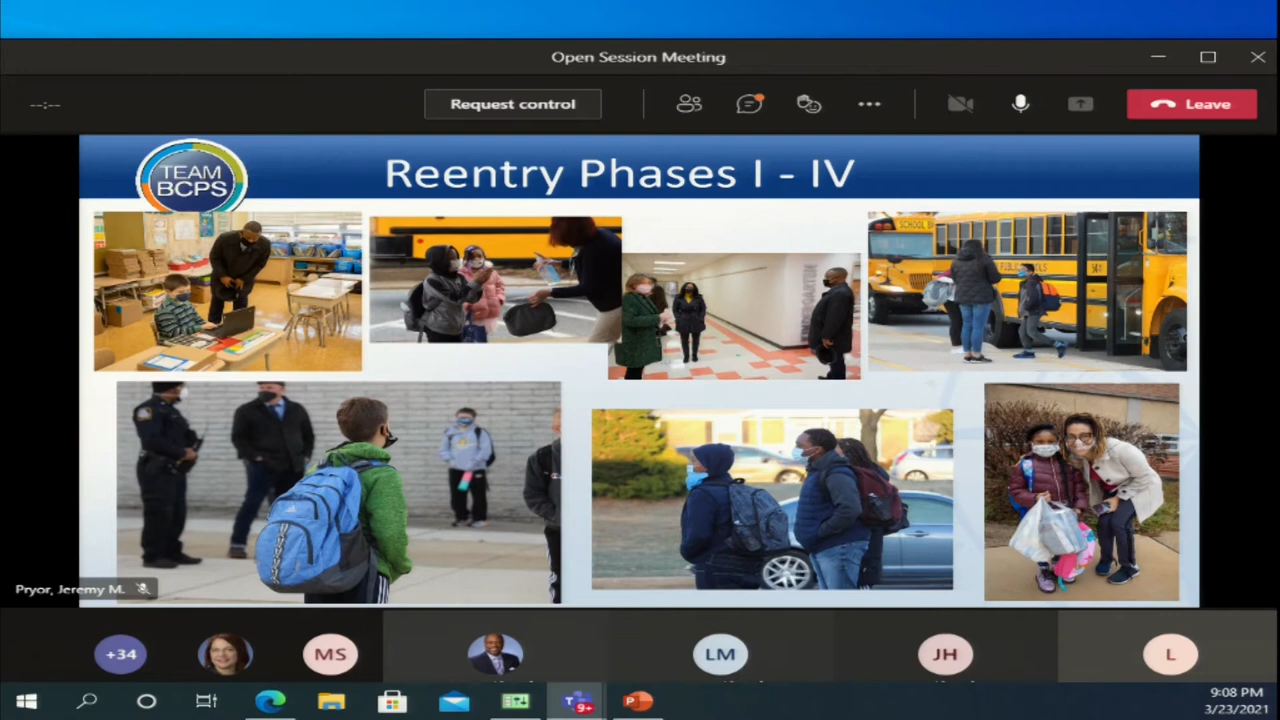 Open Session Meeting
--:--
Request control
Leave
TEAM
BCPS
Reentry Phases I - IV
Pryor, Jeremy M.
+34
MS
LM
JH
L
9+
9:08 PM
3/23/2021